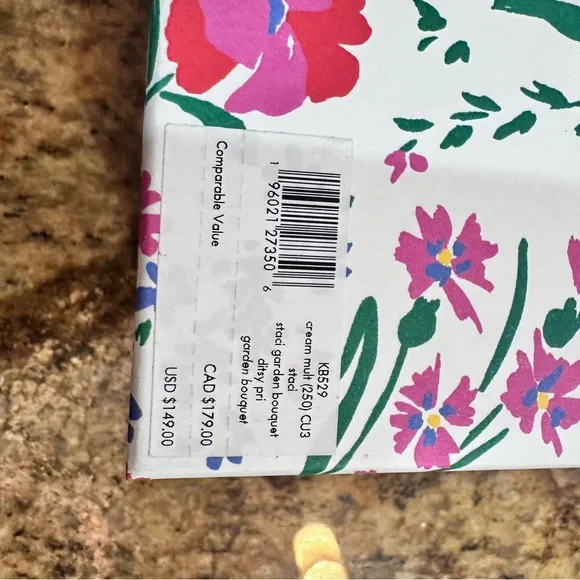 KB529
cream mult (250) CU3
staci
staci garden bouquet
ditsy pri
garden bouquet
1 96021 27350 6
Comparable Value
CAD $179.00
USD $149.00